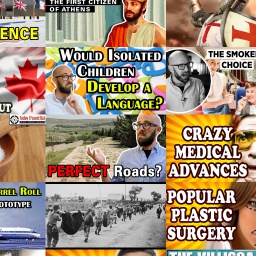 THE FIRST CITIZEN
OF ATHENS
ENCE
WOULD ISOLATED
CHILDREN
DEVELOP A
LANGUAGE?
THE SMOKE
CHOICE
OUT
CRAZY
MEDICAL
ADVANCES
PERFECT Roads?
RREL ROLL
OTOTYPE
POPULAR
PLASTIC
SURGERY
THE VILLISCA